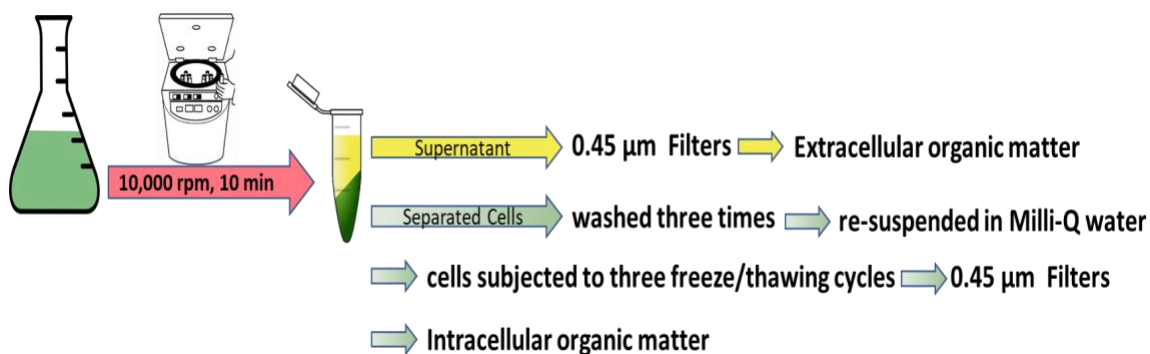 Supernatant 0.45 µm Filters Extracellular organic matter
10,000 rpm, 10 min
Separated Cells washed three times re-suspended in Milli-Q water
cells subjected to three freeze/thawing cycles 0.45 µm Filters
Intracellular organic matter